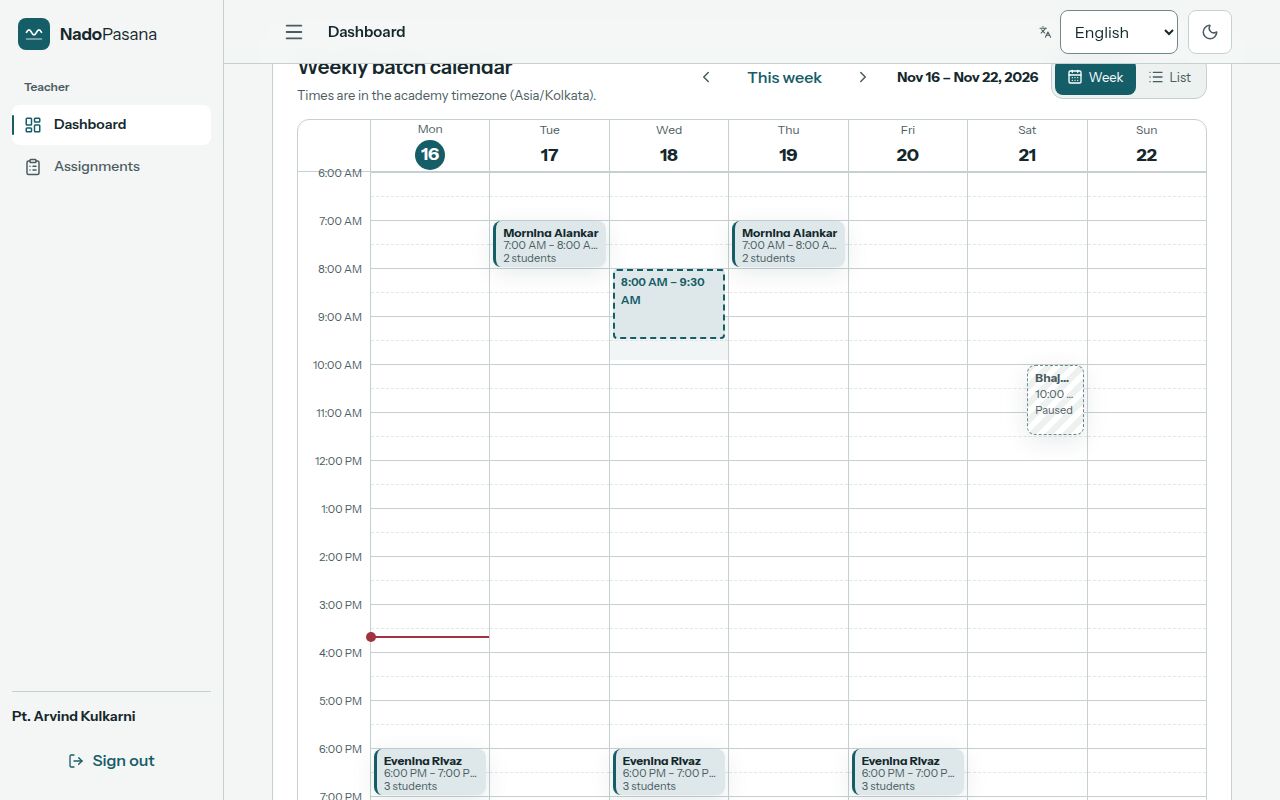 NadoPasana
Dashboard
English
Teacher
Dashboard
Assignments
Weekly batch calendar
Times are in the academy timezone (Asia/Kolkata).
This week
Nov 16 – Nov 22, 2026
Week
List
Mon
16
Tue
17
Wed
18
Thu
19
Fri
20
Sat
21
Sun
22
6:00 AM
7:00 AM
Morning Alankar
7:00 AM – 8:00 A...
2 students
Morning Alankar
7:00 AM – 8:00 A...
2 students
8:00 AM
8:00 AM – 9:30
AM
9:00 AM
10:00 AM
Bhaj...
10:00 ...
Paused
11:00 AM
12:00 PM
1:00 PM
2:00 PM
3:00 PM
4:00 PM
5:00 PM
6:00 PM
Evening Riyaz
6:00 PM – 7:00 P...
3 students
Evening Riyaz
6:00 PM – 7:00 P...
3 students
Evening Riyaz
6:00 PM – 7:00 P...
3 students
7:00 PM
Pt. Arvind Kulkarni
Sign out